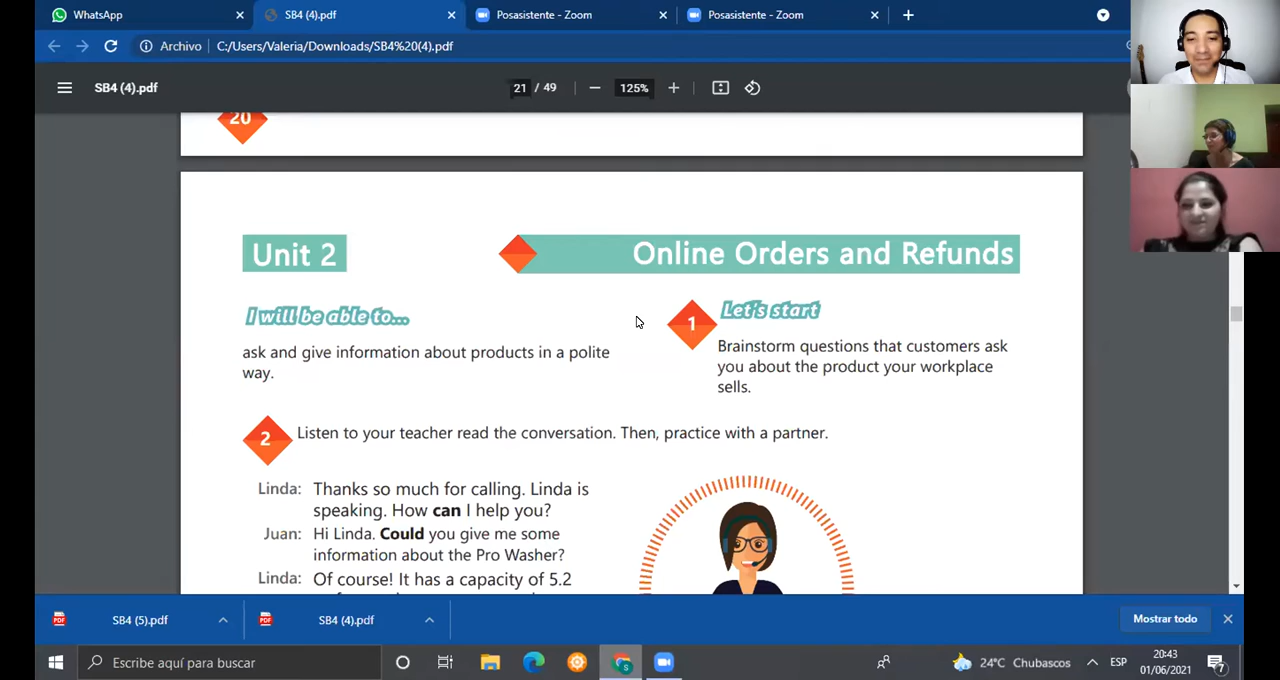 WhatsApp
SB4 (4).pdf
Posasistente - Zoom
Posasistente - Zoom
Archivo
C:/Users/Valeria/Downloads/SB4%20(4).pdf
SB4 (4).pdf
21 / 49
125%
20
Unit 2
Online Orders and Refunds
I will be able to...
ask and give information about products in a polite
way.
1
Let's start
Brainstorm questions that customers ask
you about the product your workplace
sells.
2
Listen to your teacher read the conversation. Then, practice with a partner.
Linda: Thanks so much for calling. Linda is
speaking. How can I help you?
Juan: Hi Linda. Could you give me some
information about the Pro Washer?
Linda: Of course! It has a capacity of 5.2
SB4 (5).pdf
SB4 (4).pdf
Mostrar todo
Escribe aquí para buscar
24°C Chubascos
ESP
20:43
01/06/2021
7